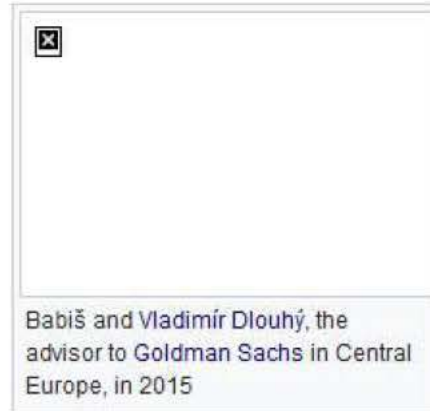 Babiš and Vladimír Dlouhý, the
advisor to Goldman Sachs in Central
Europe, in 2015